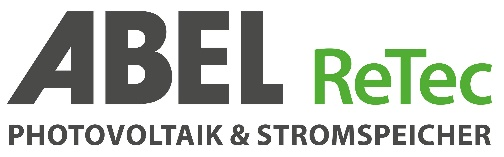 ABEL ReTec
PHOTOVOLTAIK & STROMSPEICHER